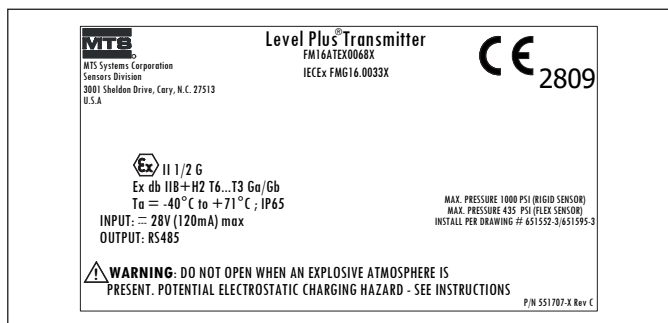 MTS
Level Plus® Transmitter
FM16ATEX0068X
IECEx FMG16.0033X
CE 2809
MTS Systems Corporation
Sensors Division
3001 Sheldon Drive, Cary, N.C. 27513
U.S.A
Ex II 1/2 G
Ex db IIB+H2 T6...T3 Ga/Gb
Ta = -40°C to +71°C ; IP65
INPUT: ⎓ 28V (120mA) max
OUTPUT: RS485
MAX. PRESSURE 1000 PSI (RIGID SENSOR)
MAX. PRESSURE 435 PSI (FLEX SENSOR)
INSTALL PER DRAWING # 651552-3/651595-3
WARNING: DO NOT OPEN WHEN AN EXPLOSIVE ATMOSPHERE IS
PRESENT. POTENTIAL ELECTROSTATIC CHARGING HAZARD - SEE INSTRUCTIONS
P/N 551707-X Rev C